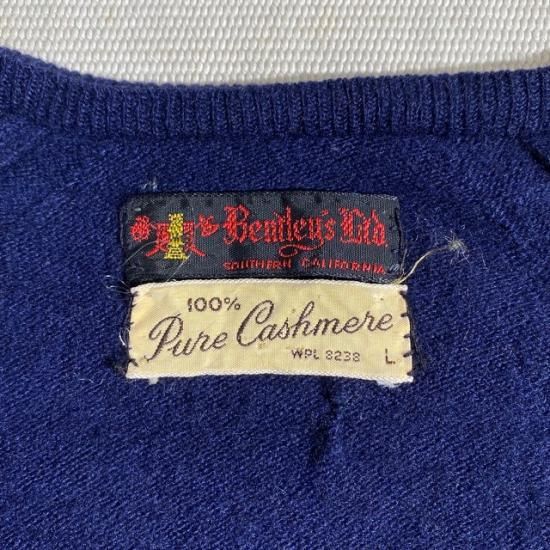 Bentley's Ltd.
SOUTHERN CALIFORNIA
100%
Pure Cashmere
WPL 8238 L